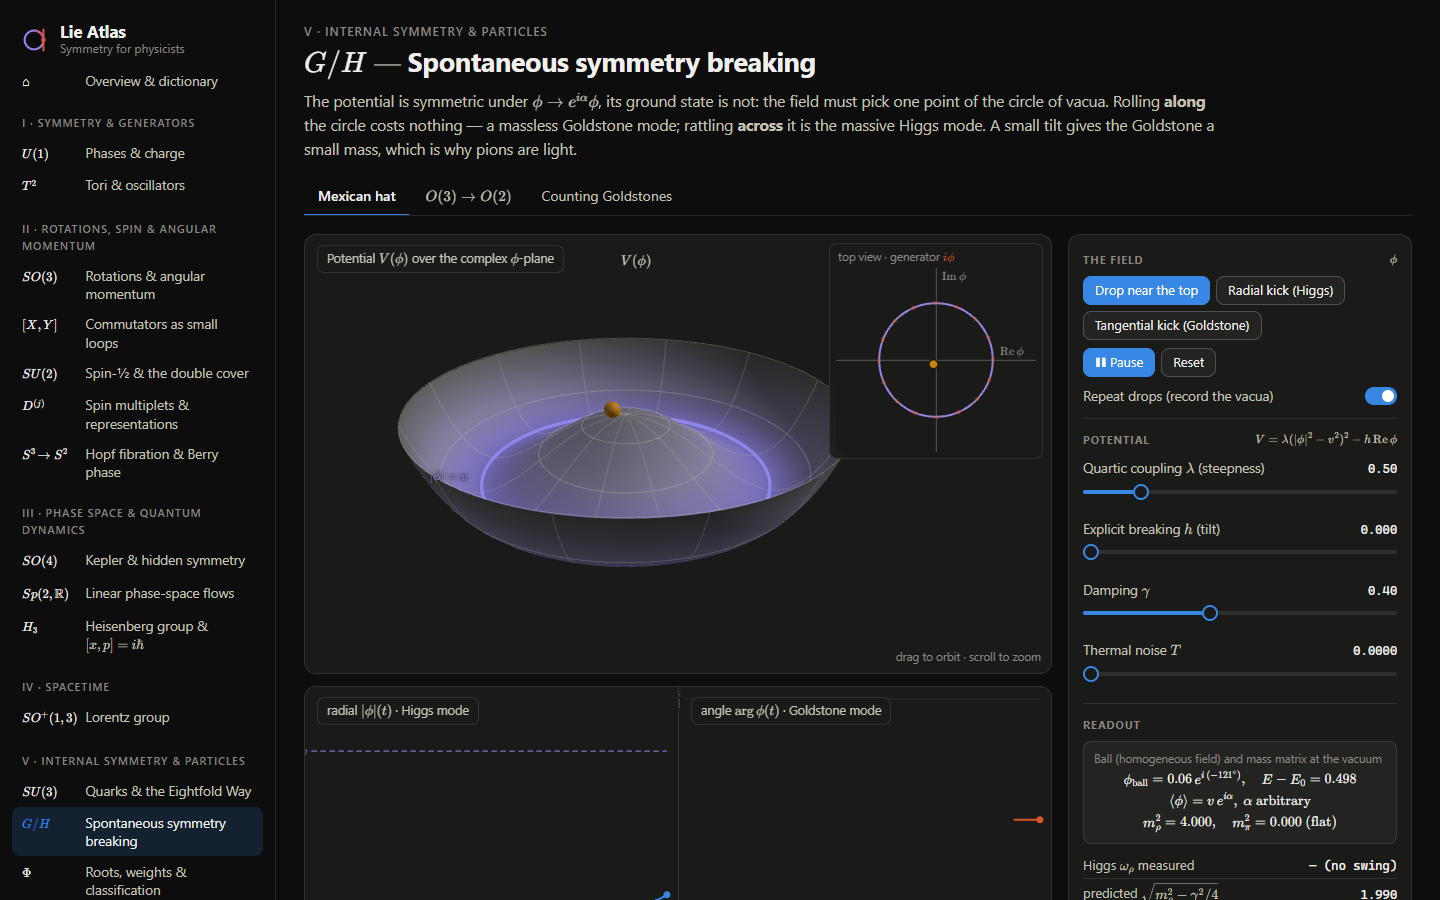 Lie Atlas
Symmetry for physicists
⌂ Overview & dictionary
I · SYMMETRY & GENERATORS
U(1) Phases & charge
T² Tori & oscillators
II · ROTATIONS, SPIN & ANGULAR
MOMENTUM
SO(3) Rotations & angular
momentum
[X, Y] Commutators as small
loops
SU(2) Spin-½ & the double cover
D⁽ʲ⁾ Spin multiplets &
representations
S³ → S² Hopf fibration & Berry
phase
III · PHASE SPACE & QUANTUM
DYNAMICS
SO(4) Kepler & hidden symmetry
Sp(2, ℝ) Linear phase-space flows
H₃ Heisenberg group &
[x, p] = iħ
IV · SPACETIME
SO⁺(1, 3) Lorentz group
V · INTERNAL SYMMETRY & PARTICLES
SU(3) Quarks & the Eightfold Way
G/H Spontaneous symmetry
breaking
Φ Roots, weights &
classification
V · INTERNAL SYMMETRY & PARTICLES
G/H — Spontaneous symmetry breaking
The potential is symmetric under ϕ → e^{iα}ϕ, its ground state is not: the field must pick one point of the circle of vacua. Rolling along
the circle costs nothing — a massless Goldstone mode; rattling across it is the massive Higgs mode. A small tilt gives the Goldstone a
small mass, which is why pions are light.
Mexican hat O(3) → O(2) Counting Goldstones
Potential V(ϕ) over the complex ϕ-plane
V(ϕ)
|ϕ| = v
top view · generator iϕ
Im ϕ
Re ϕ
drag to orbit · scroll to zoom
radial |ϕ|(t) · Higgs mode
angle arg ϕ(t) · Goldstone mode
THE FIELD ϕ
Drop near the top Radial kick (Higgs)
Tangential kick (Goldstone)
Pause Reset
Repeat drops (record the vacua)
POTENTIAL V = λ(|ϕ|² − v²)² − h Re ϕ
Quartic coupling λ (steepness) 0.50
Explicit breaking h (tilt) 0.000
Damping γ 0.40
Thermal noise T 0.0000
READOUT
Ball (homogeneous field) and mass matrix at the vacuum
ϕ_ball = 0.06 e^{i(−121°)}, E − E₀ = 0.498
⟨ϕ⟩ = v e^{iα}, α arbitrary
m²_ρ = 4.000, m²_π = 0.000 (flat)
Higgs ω_ρ measured – (no swing)
predicted √(m²_ρ − γ²/4) 1.990